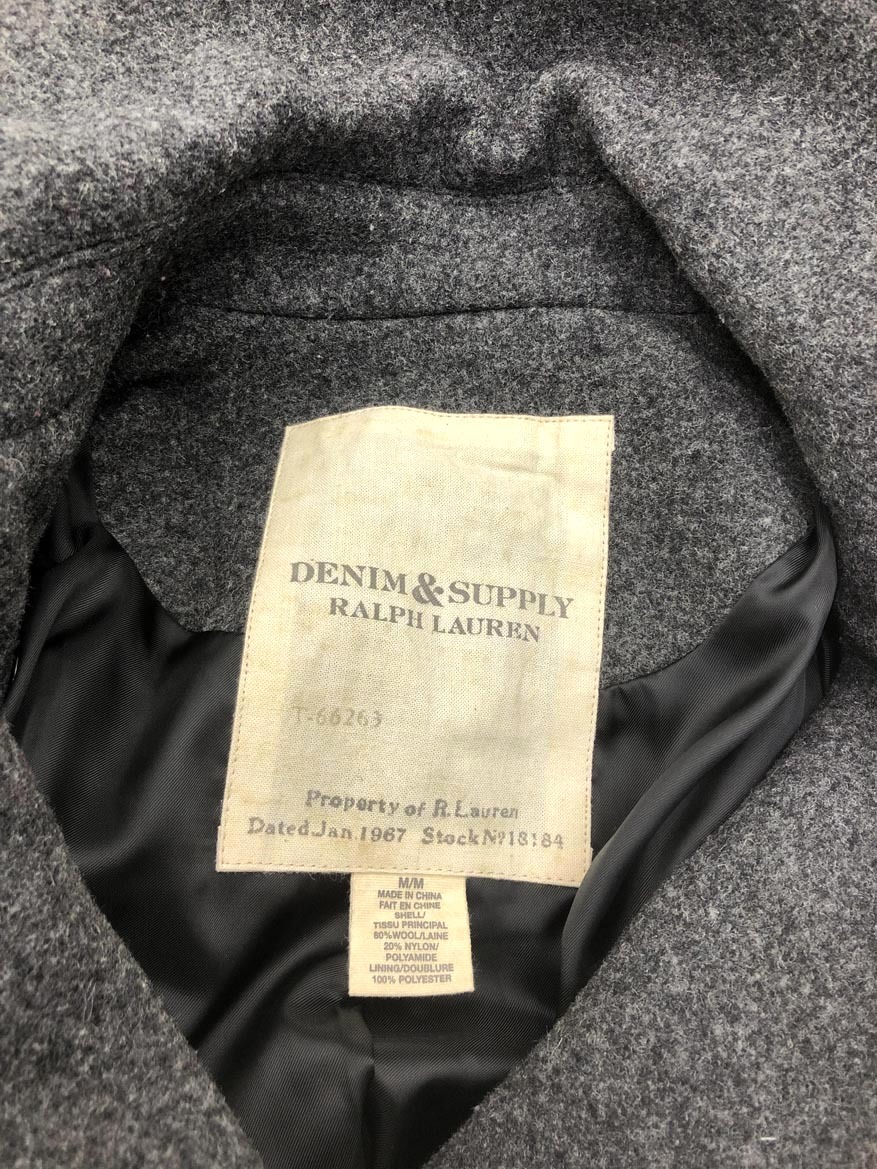 DENIM & SUPPLY
RALPH LAUREN
T-66263
Property of R. Lauren
Dated Jan. 1967 Stock Nº 18184
M/M
MADE IN CHINA
FAIT EN CHINE
SHELL/
TISSU PRINCIPAL
80%WOOL/LAINE
20% NYLON/
POLYAMIDE
LINING/DOUBLURE
100% POLYESTER